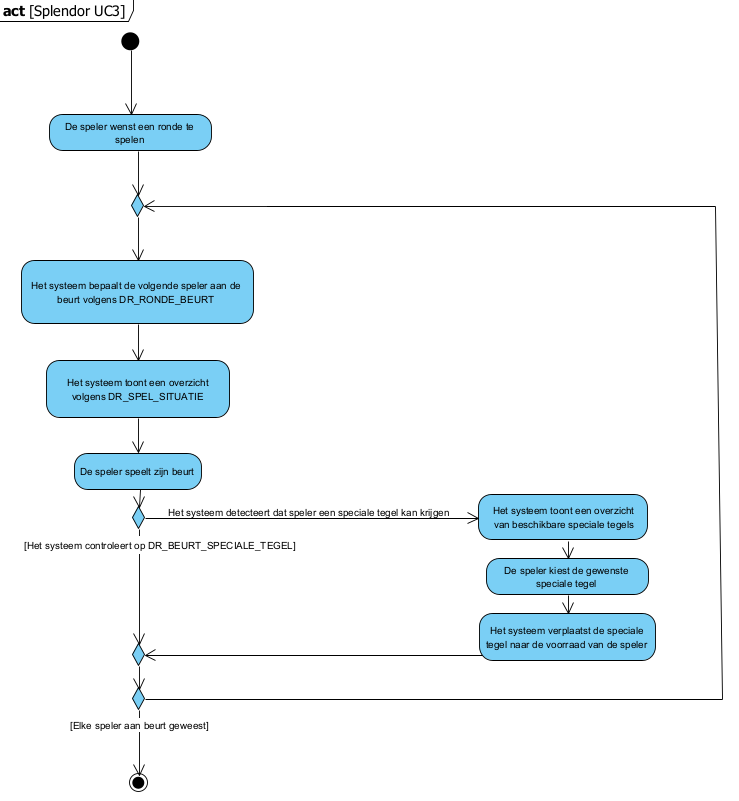 act [Splendor UC3]
De speler wenst een ronde te
spelen
Het systeem bepaalt de volgende speler aan de
beurt volgens DR_RONDE_BEURT
Het systeem toont een overzicht
volgens DR_SPEL_SITUATIE
De speler speelt zijn beurt
Het systeem detecteert dat speler een speciale tegel kan krijgen
Het systeem toont een overzicht
van beschikbare speciale tegels
[Het systeem controleert op DR_BEURT_SPECIALE_TEGEL]
De speler kiest de gewenste
speciale tegel
Het systeem verplaatst de speciale
tegel naar de voorraad van de speler
[Elke speler aan beurt geweest]